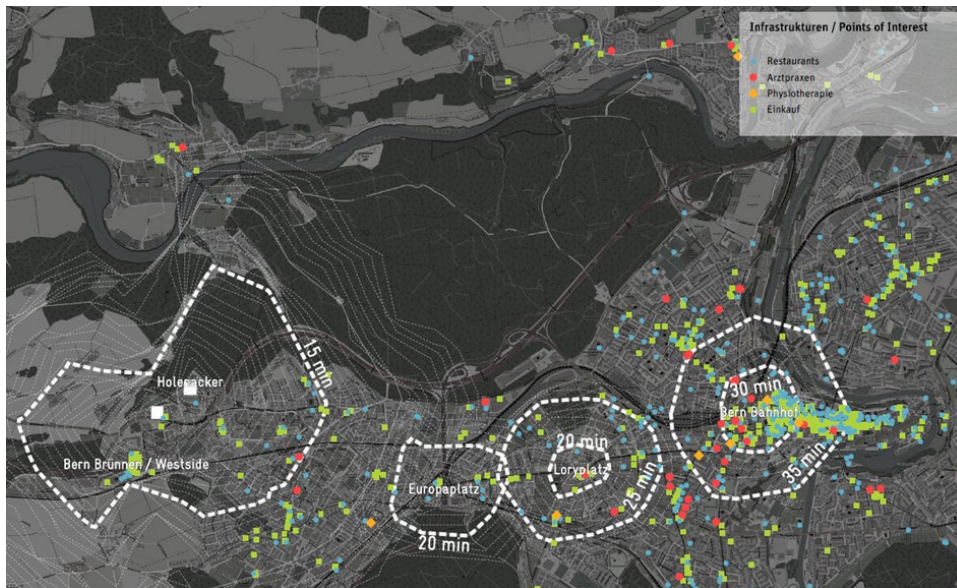 Infrastrukturen / Points of Interest
Restaurants
Arztpraxen
Physiotherapie
Einkauf
15 min
Holenacker
30 min
Bern Bahnhof
20 min
Bern Brünnen / Westside
Loryplatz
35 min
Europaplatz
25 min
20 min